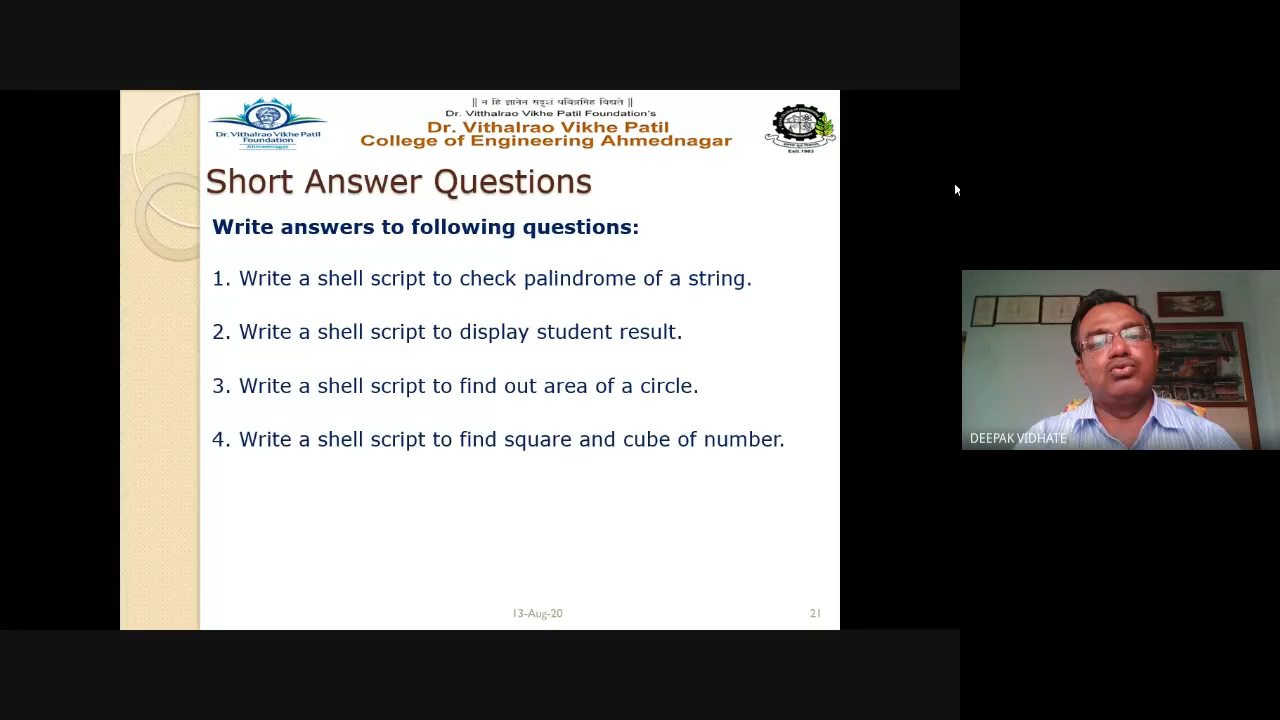 || न हि ज्ञानेन सदृशं पवित्रमिह विद्यते ||
Dr. Vitthalrao Vikhe Patil Foundation's
Dr. Vithalrao Vikhe Patil
College of Engineering Ahmednagar
Dr. Vithalrao Vikhe Patil
Foundation
Ahmednagar
Estt.1983
Short Answer Questions
Write answers to following questions:
1. Write a shell script to check palindrome of a string.
2. Write a shell script to display student result.
3. Write a shell script to find out area of a circle.
4. Write a shell script to find square and cube of number.
13-Aug-20
21
DEEPAK VIDHATE